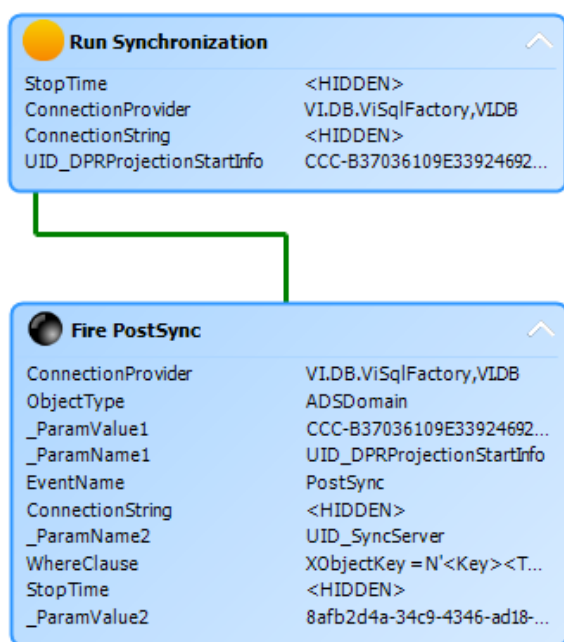 Run Synchronization
StopTime <HIDDEN>
ConnectionProvider VI.DB.ViSqlFactory,VI.DB
ConnectionString <HIDDEN>
UID_DPRProjectionStartInfo CCC-B37036109E33924692...
Fire PostSync
ConnectionProvider VI.DB.ViSqlFactory,VI.DB
ObjectType ADSDomain
_ParamValue1 CCC-B37036109E33924692...
_ParamName1 UID_DPRProjectionStartInfo
EventName PostSync
ConnectionString <HIDDEN>
_ParamName2 UID_SyncServer
WhereClause XObjectKey = N'<Key><T...
StopTime <HIDDEN>
_ParamValue2 8afb2d4a-34c9-4346-ad18-...